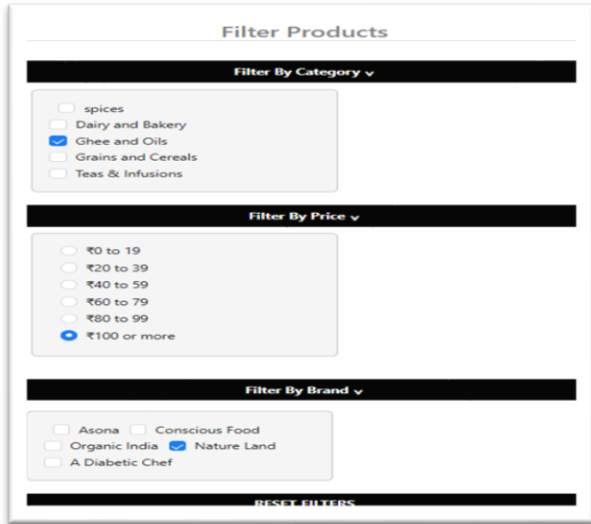 Filter Products
Filter By Category
spices
Dairy and Bakery
Ghee and Oils
Grains and Cereals
Teas & Infusions
Filter By Price
₹0 to 19
₹20 to 39
₹40 to 59
₹60 to 79
₹80 to 99
₹100 or more
Filter By Brand
Asona Conscious Food
Organic India Nature Land
A Diabetic Chef
RESET FILTERS